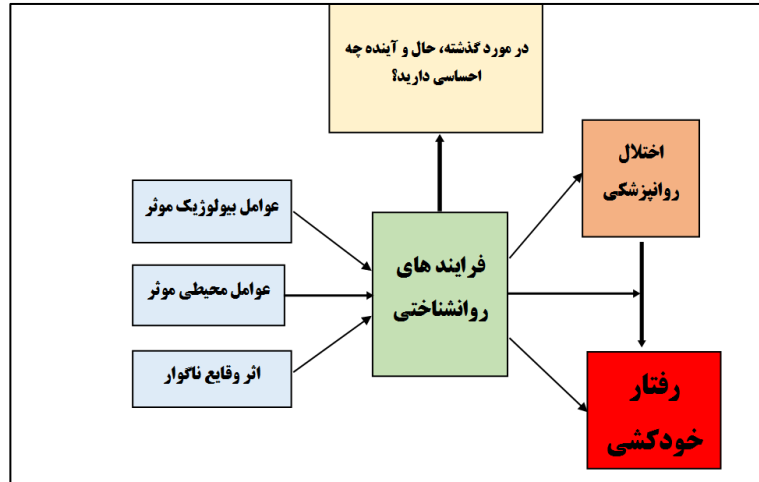 در مورد گذشته، حال و آینده چه
احساسی دارید؟
اختلال
روانپزشکی
عوامل بیولوژیک موثر
فرایند های
روانشناختی
عوامل محیطی موثر
اثر وقایع ناگوار
رفتار
خودکشی